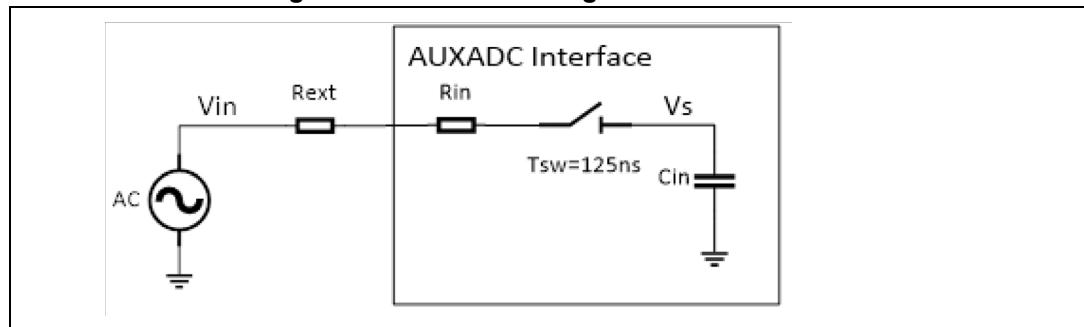 AUXADC Interface
Vin
Rext
Rin
Vs
Tsw=125ns
Cin
AC